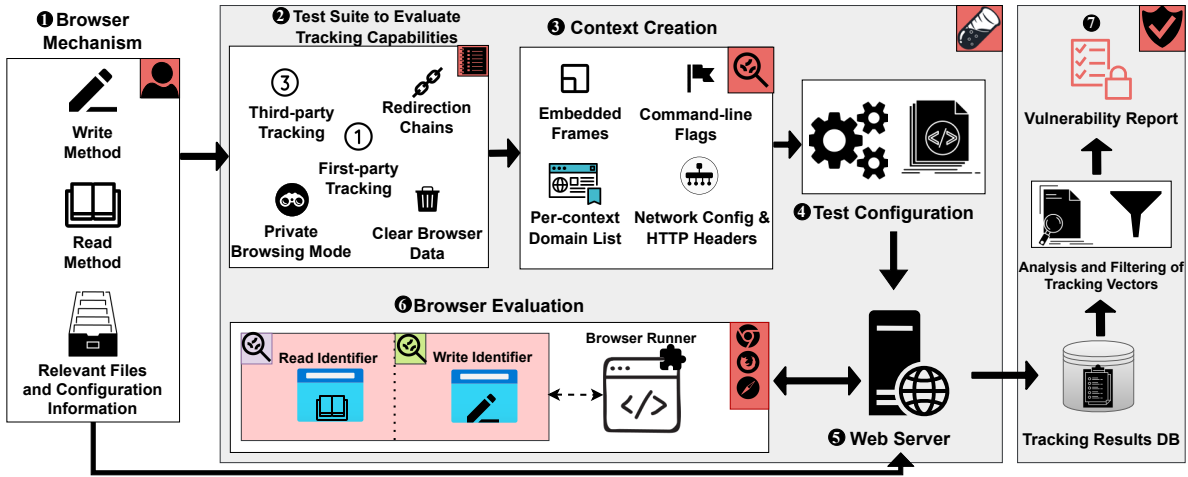 ❶ Browser
Mechanism
Write
Method
Read
Method
Relevant Files
and Configuration
Information
❷ Test Suite to Evaluate
Tracking Capabilities
3
Third-party
Tracking
Redirection
Chains
1
First-party
Tracking
Private
Browsing Mode
Clear Browser
Data
❸ Context Creation
Embedded
Frames
Command-line
Flags
Per-context
Domain List
Network Config &
HTTP Headers
</>
❹ Test Configuration
❺ Web Server
❻ Browser Evaluation
Read Identifier
Write Identifier
Browser Runner
</>
❼
Vulnerability Report
Analysis and Filtering of
Tracking Vectors
Tracking Results DB